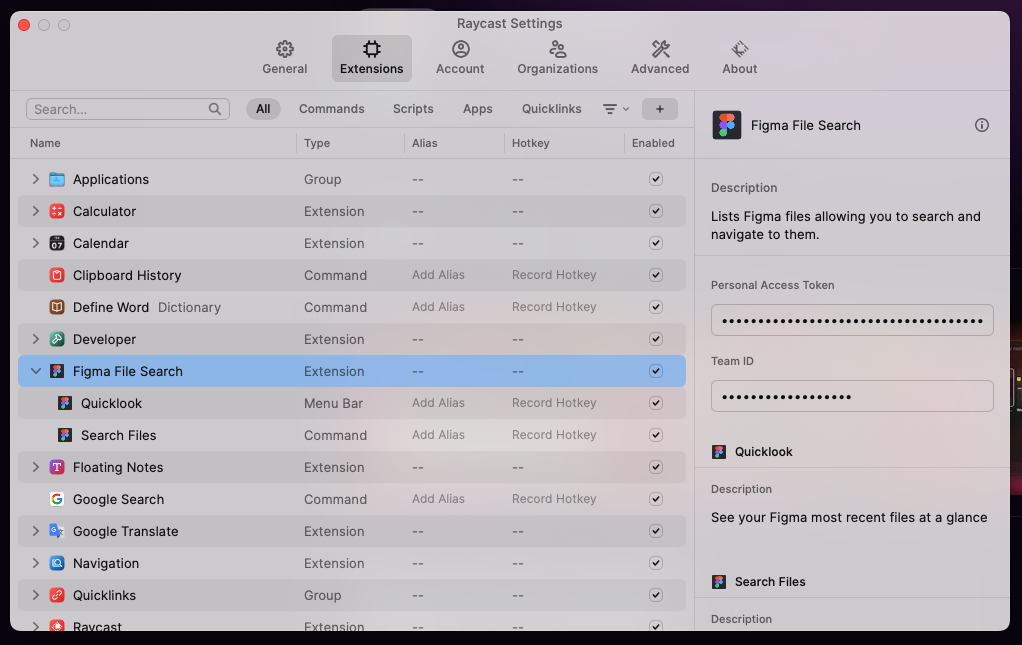 Raycast Settings
General
Extensions
Account
Organizations
Advanced
About
Search...
All
Commands
Scripts
Apps
Quicklinks
+
Name Type Alias Hotkey Enabled
Applications Group -- --
Calculator Extension -- --
Calendar Extension -- --
Clipboard History Command Add Alias Record Hotkey
Define Word Dictionary Command Add Alias Record Hotkey
Developer Extension -- --
Figma File Search Extension -- --
Quicklook Menu Bar Add Alias Record Hotkey
Search Files Command Add Alias Record Hotkey
Floating Notes Extension -- --
Google Search Command Add Alias Record Hotkey
Google Translate Extension -- --
Navigation Extension -- --
Quicklinks Group -- --
Raycast Extension -- --
Figma File Search
Description
Lists Figma files allowing you to search and
navigate to them.
Personal Access Token
Team ID
Quicklook
Description
See your Figma most recent files at a glance
Search Files
Description